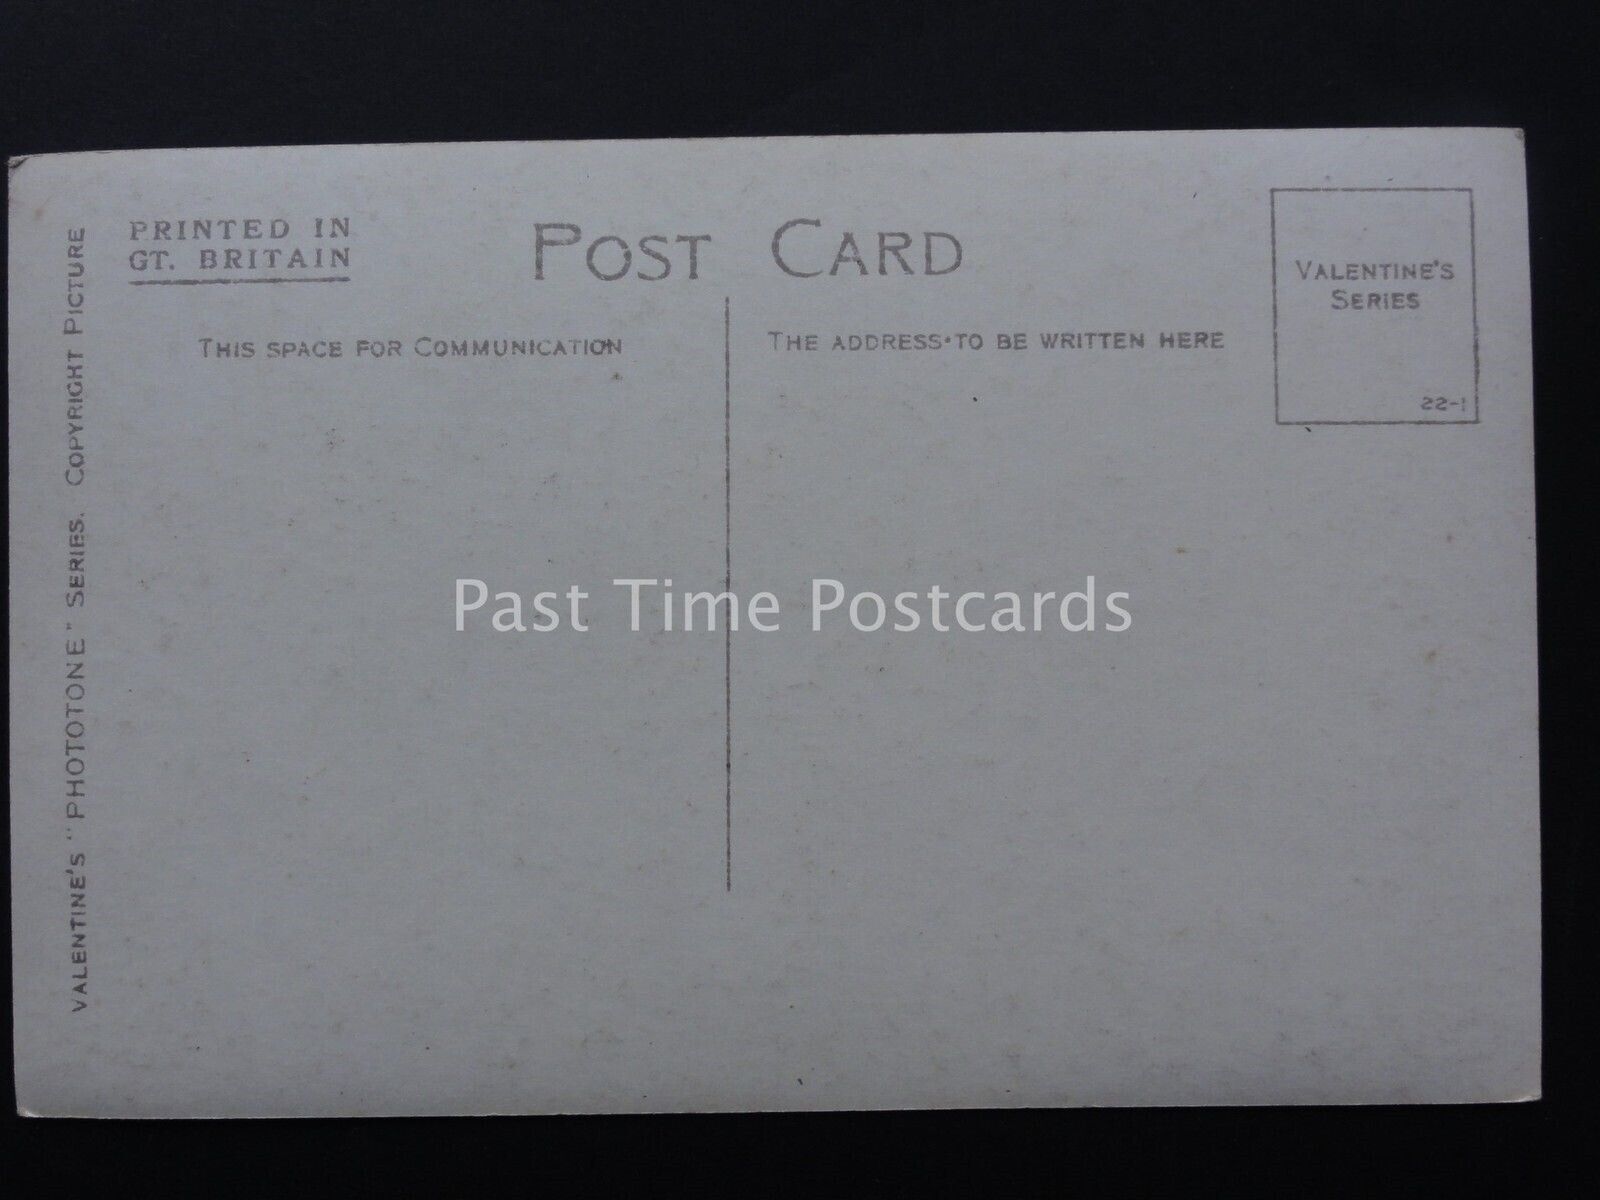 PRINTED IN
GT. BRITAIN
POST CARD
VALENTINE'S
SERIES
22-1
THIS SPACE FOR COMMUNICATION
THE ADDRESS TO BE WRITTEN HERE
VALENTINE'S "PHOTOTONE" SERIES. COPYRIGHT PICTURE
Past Time Postcards